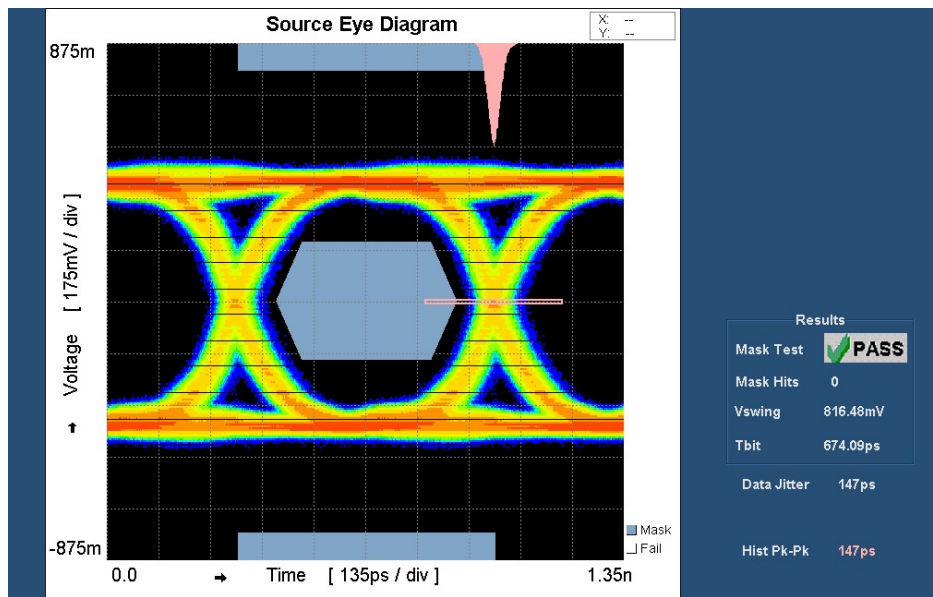 Source Eye Diagram
X: --
Y: --
875m
Voltage [ 175mV / div ]
-875m
0.0
Time [ 135ps / div ]
1.35n
Mask
Fail
Results
Mask Test PASS
Mask Hits 0
Vswing 816.48mV
Tbit 674.09ps
Data Jitter 147ps
Hist Pk-Pk 147ps